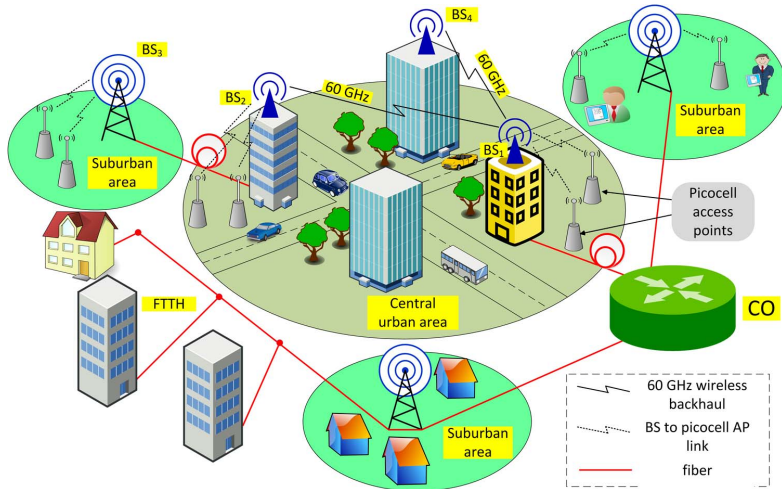 BS4
BS3
60 GHz
BS2
60 GHz
Suburban
area
Suburban
area
BS1
Picocell
access
points
FTTH
Central
urban area
CO
60 GHz wireless
backhaul
BS to picocell AP
link
fiber
Suburban
area